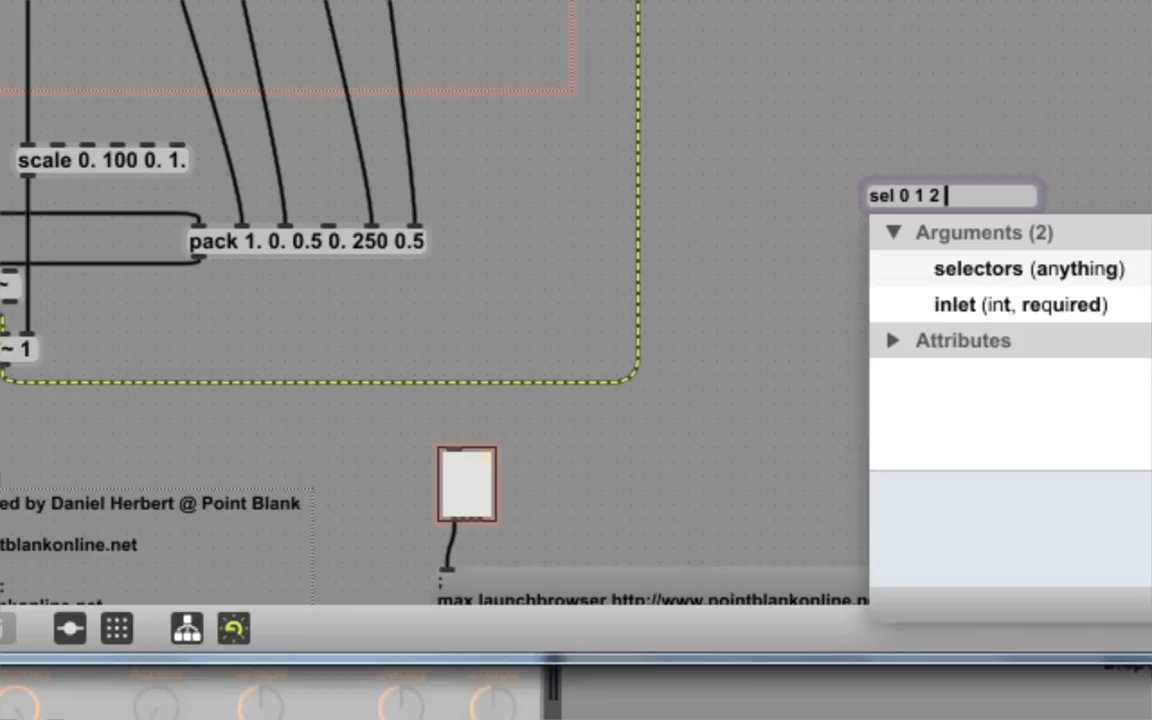 scale 0. 100 0. 1.
sel 0 1 2
Arguments (2)
pack 1. 0. 0.5 0. 250 0.5
selectors (anything)
~
inlet (int, required)
~ 1
Attributes
ed by Daniel Herbert @ Point Blank
tblankonline.net
:
;
max launchbrowser http://www.pointblankonline.n